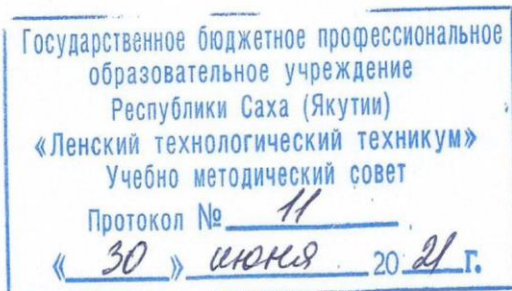 Государственное бюджетное профессиональное
образовательное учреждение
Республики Саха (Якутии)
«Ленский технологический техникум»
Учебно методический совет
Протокол № 11
« 30 » июня 20 21 г.